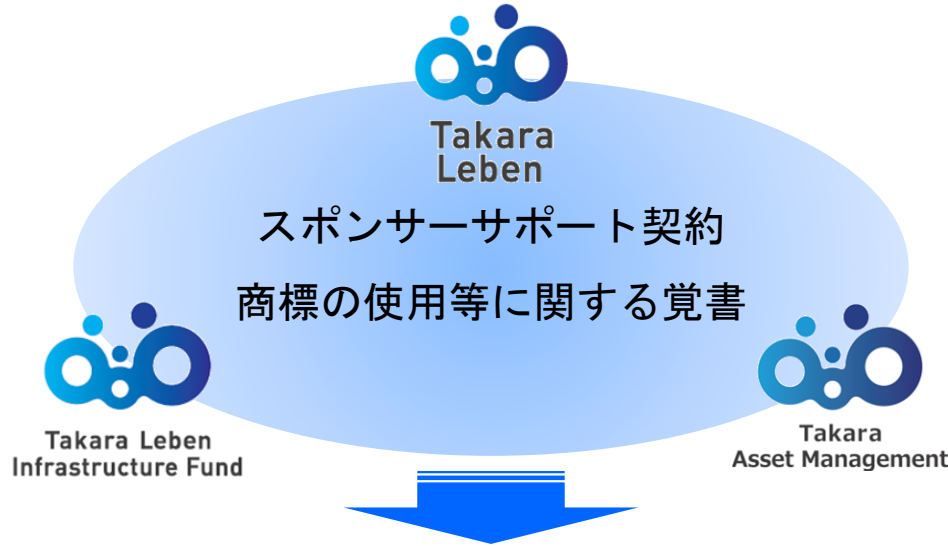 Takara
Leben
スポンサーサポート契約
商標の使用等に関する覚書
Takara Leben
Infrastructure Fund
Takara
Asset Management